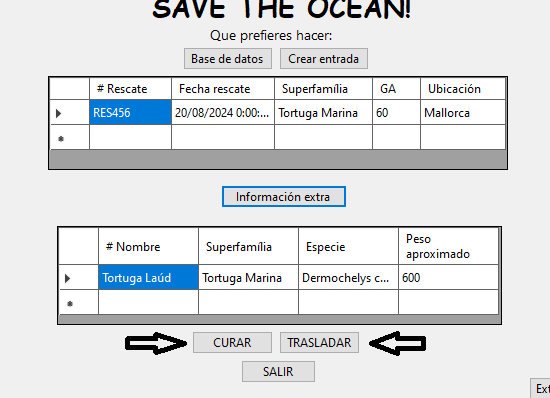 SAVE THE OCEAN!
Que prefieres hacer:
Base de datos Crear entrada
# Rescate Fecha rescate Superfamília GA Ubicación
RES456 20/08/2024 0:00:... Tortuga Marina 60 Mallorca
Información extra
# Nombre Superfamília Especie Peso
aproximado
Tortuga Laúd Tortuga Marina Dermochelys c... 600
CURAR TRASLADAR
SALIR
Ext